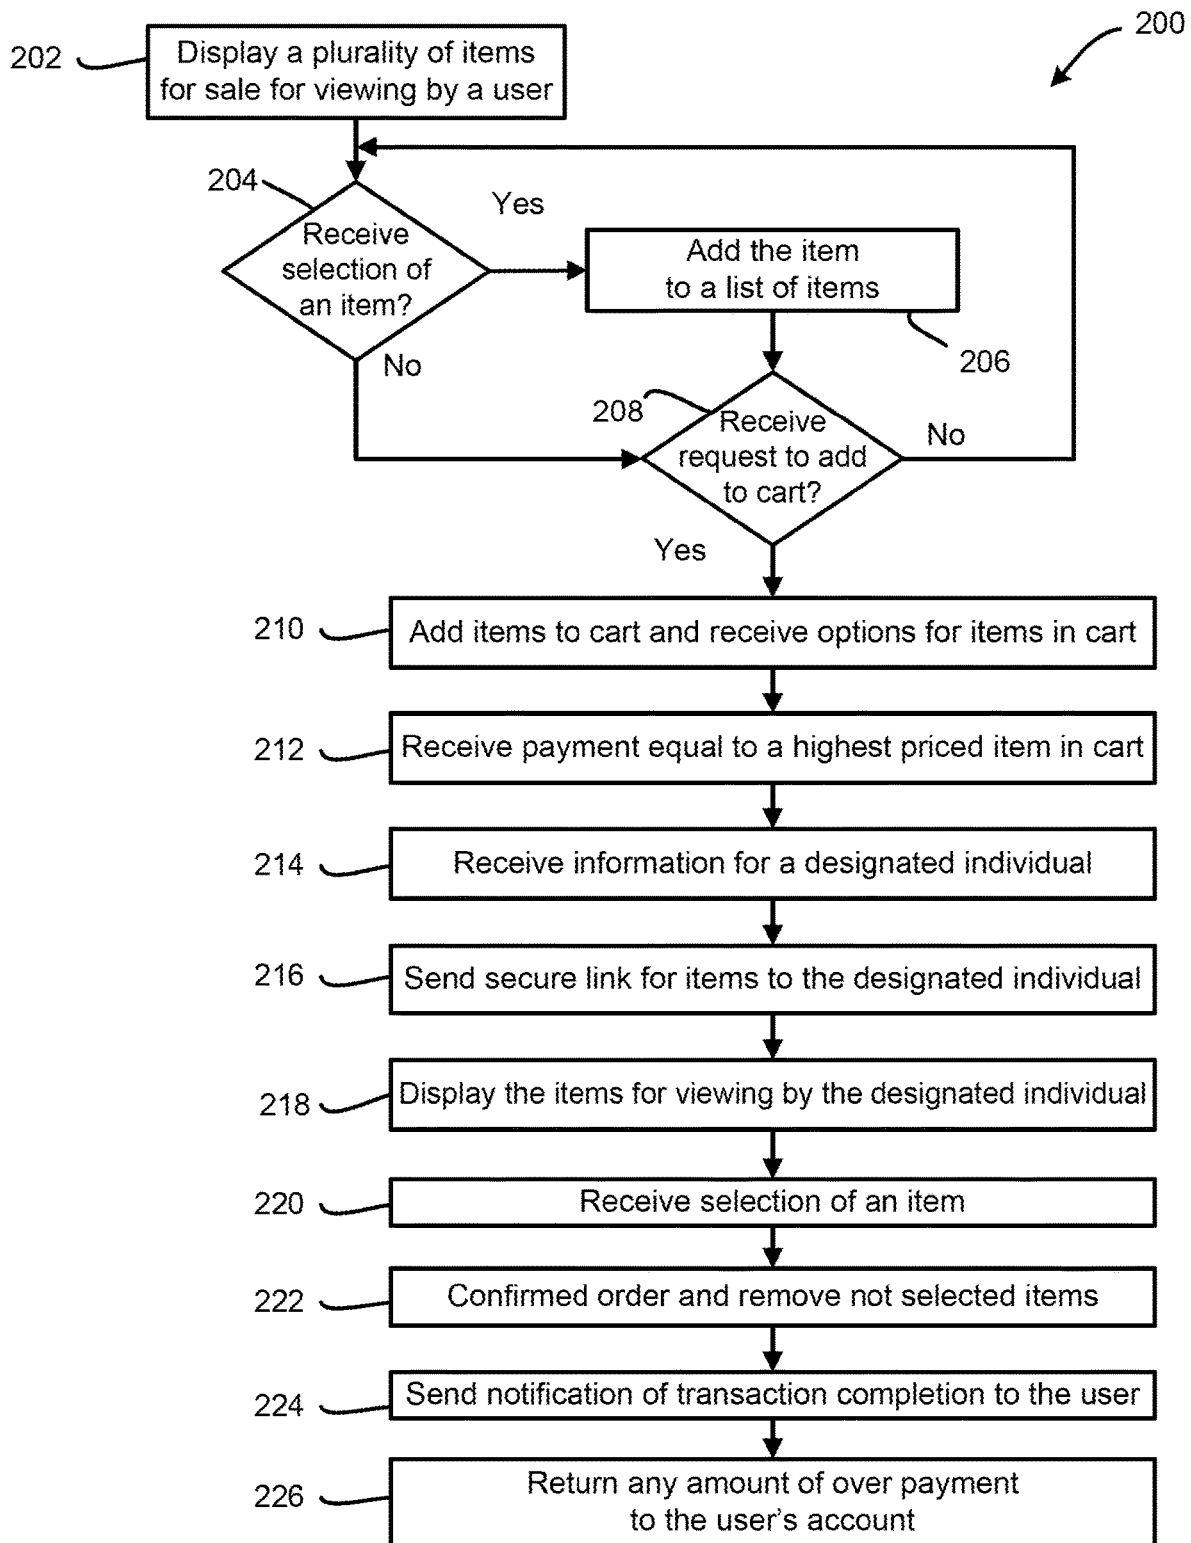 200
202
Display a plurality of items
for sale for viewing by a user
204
Yes
Receive
selection of
an item?
Add the item
to a list of items
206
No
208
Receive
request to add
to cart?
No
Yes
210
Add items to cart and receive options for items in cart
212
Receive payment equal to a highest priced item in cart
214
Receive information for a designated individual
216
Send secure link for items to the designated individual
218
Display the items for viewing by the designated individual
220
Receive selection of an item
222
Confirmed order and remove not selected items
224
Send notification of transaction completion to the user
226
Return any amount of over payment
to the user's account